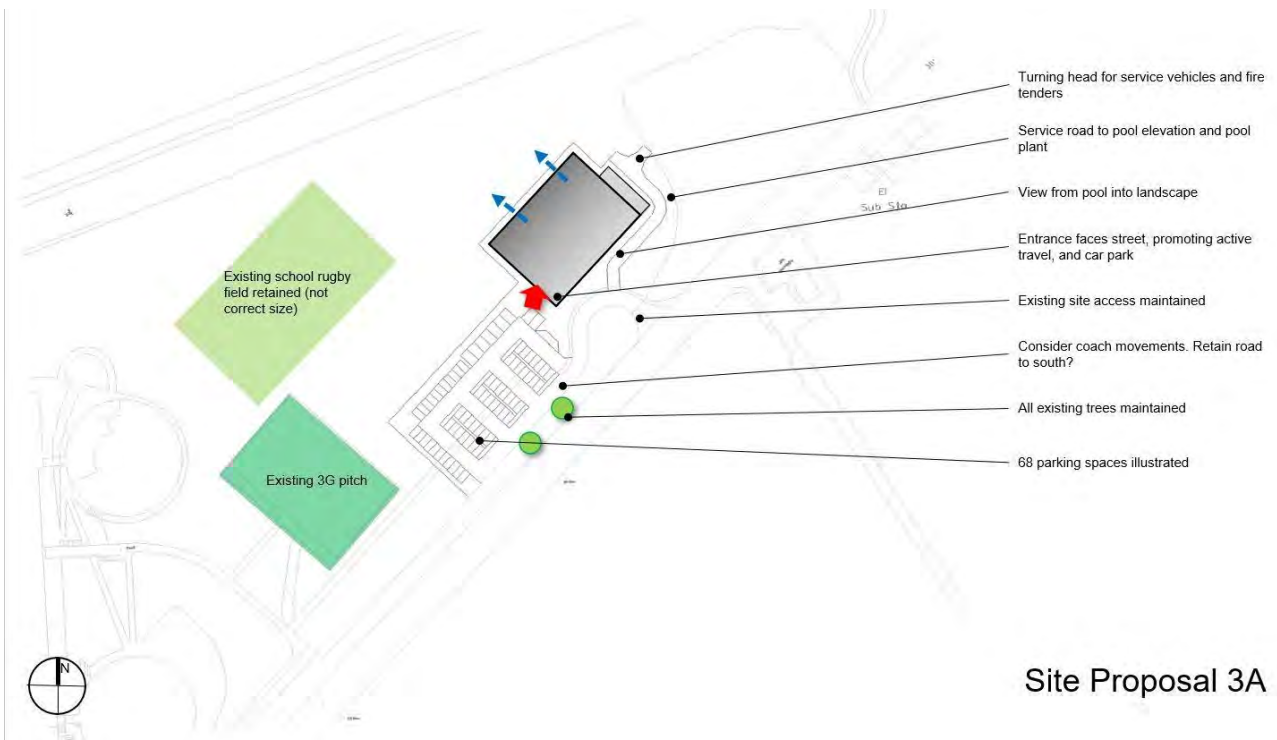 Turning head for service vehicles and fire
tenders
Service road to pool elevation and pool
plant
View from pool into landscape
Entrance faces street, promoting active
travel, and car park
Existing site access maintained
Consider coach movements. Retain road
to south?
All existing trees maintained
68 parking spaces illustrated
El
Sub Sta
Existing school rugby
field retained (not
correct size)
Existing 3G pitch
N
Site Proposal 3A